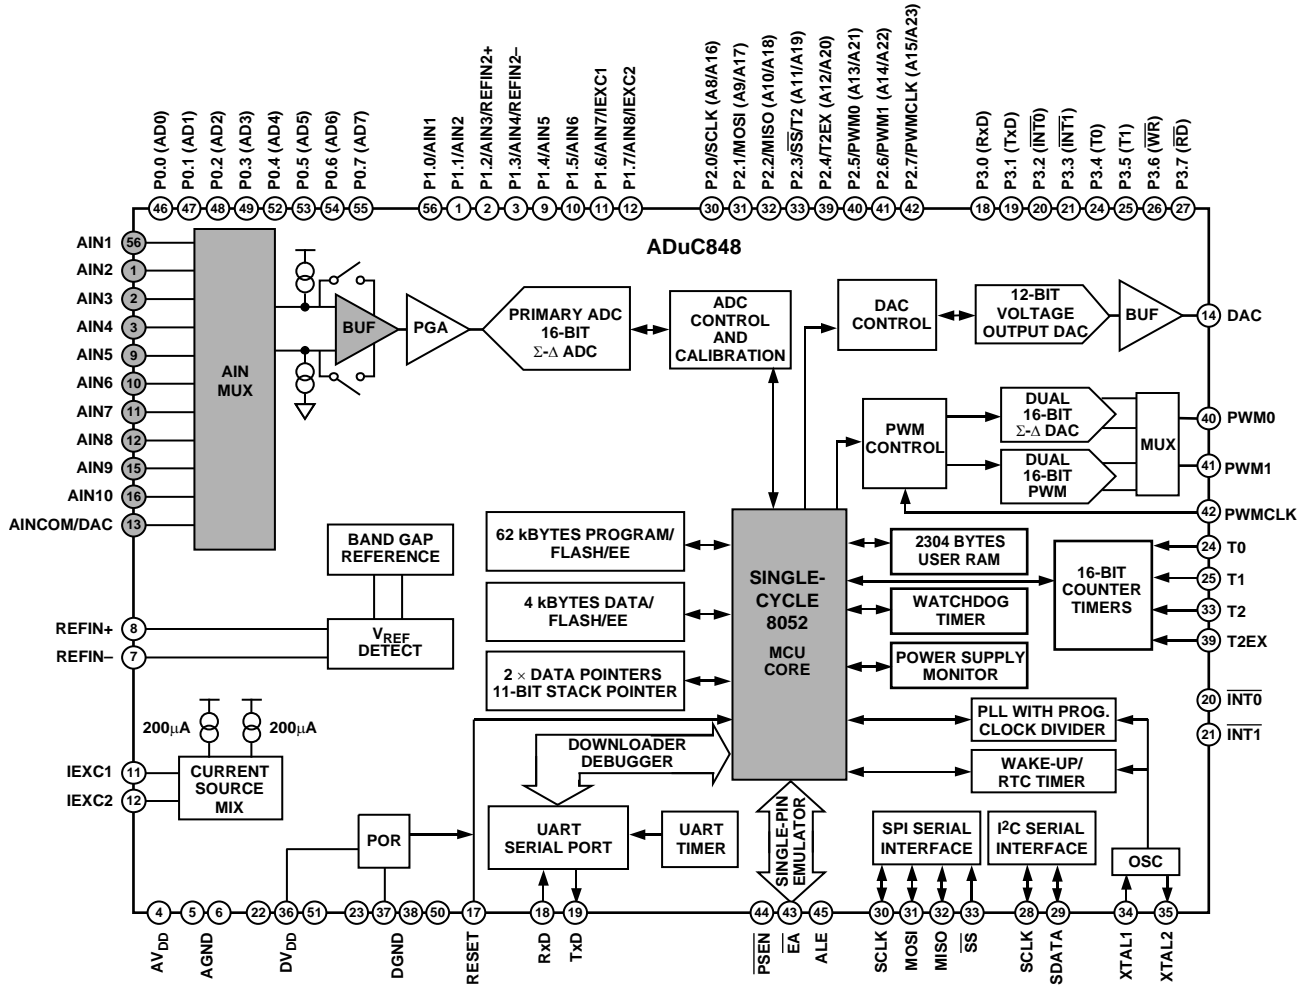 P0.0 (AD0)
P0.1 (AD1)
P0.2 (AD2)
P0.3 (AD3)
P0.4 (AD4)
P0.5 (AD5)
P0.6 (AD6)
P0.7 (AD7)
P1.0/AIN1
P1.1/AIN2
P1.2/AIN3/REFIN2+
P1.3/AIN4/REFIN2–
P1.4/AIN5
P1.5/AIN6
P1.6/AIN7/IEXC1
P1.7/AIN8/IEXC2
P2.0/SCLK (A8/A16)
P2.1/MOSI (A9/A17)
P2.2/MISO (A10/A18)
P2.3/SS/T2 (A11/A19)
P2.4/T2EX (A12/A20)
P2.5/PWM0 (A13/A21)
P2.6/PWM1 (A14/A22)
P2.7/PWMCLK (A15/A23)
P3.0 (RxD)
P3.1 (TxD)
P3.2 (INT0)
P3.3 (INT1)
P3.4 (T0)
P3.5 (T1)
P3.6 (WR)
P3.7 (RD)
46 47 48 49 52 53 54 55 56 1 2 3 9 10 11 12 30 31 32 33 39 40 41 42 18 19 20 21 24 25 26 27
ADuC848
AIN1 56
AIN2 1
AIN3 2
AIN4 3
AIN5 9
AIN6 10
AIN7 11
AIN8 12
AIN9 15
AIN10 16
AINCOM/DAC 13
AIN
MUX
BUF
PGA
PRIMARY ADC
16-BIT
Σ-Δ ADC
ADC
CONTROL
AND
CALIBRATION
DAC
CONTROL
12-BIT
VOLTAGE
OUTPUT DAC
BUF
14 DAC
PWM
CONTROL
DUAL
16-BIT
Σ-Δ DAC
DUAL
16-BIT
PWM
MUX
40 PWM0
41 PWM1
42 PWMCLK
BAND GAP
REFERENCE
VREF
DETECT
REFIN+ 8
REFIN– 7
62 kBYTES PROGRAM/
FLASH/EE
4 kBYTES DATA/
FLASH/EE
2 × DATA POINTERS
11-BIT STACK POINTER
SINGLE-
CYCLE
8052
MCU
CORE
2304 BYTES
USER RAM
WATCHDOG
TIMER
POWER SUPPLY
MONITOR
16-BIT
COUNTER
TIMERS
24 T0
25 T1
33 T2
39 T2EX
20 INT0
21 INT1
PLL WITH PROG.
CLOCK DIVIDER
WAKE-UP/
RTC TIMER
200µA
200µA
IEXC1 11
IEXC2 12
CURRENT
SOURCE
MIX
DOWNLOADER
DEBUGGER
POR
UART
SERIAL PORT
UART
TIMER
SINGLE-PIN
EMULATOR
SPI SERIAL
INTERFACE
I2C SERIAL
INTERFACE
OSC
4 5 6 22 36 51 23 37 38 50 17 18 19 44 43 45 30 31 32 33 28 29 34 35
AVDD
AGND
DVDD
DGND
RESET
RxD
TxD
PSEN
EA
ALE
SCLK
MOSI
MISO
SS
SCLK
SDATA
XTAL1
XTAL2